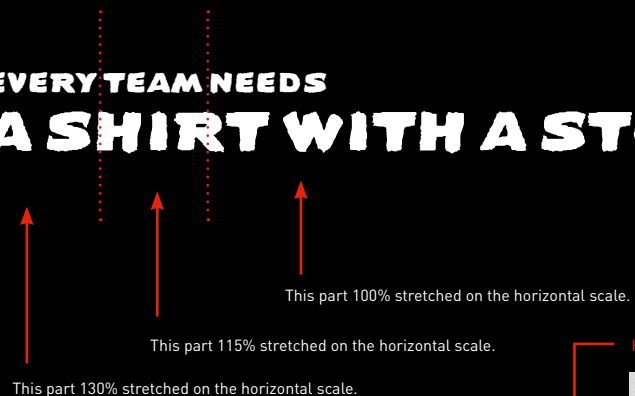 EVERY TEAM NEEDS
A SHIRT WITH A ST
This part 100% stretched on the horizontal scale.
This part 115% stretched on the horizontal scale.
This part 130% stretched on the horizontal scale.